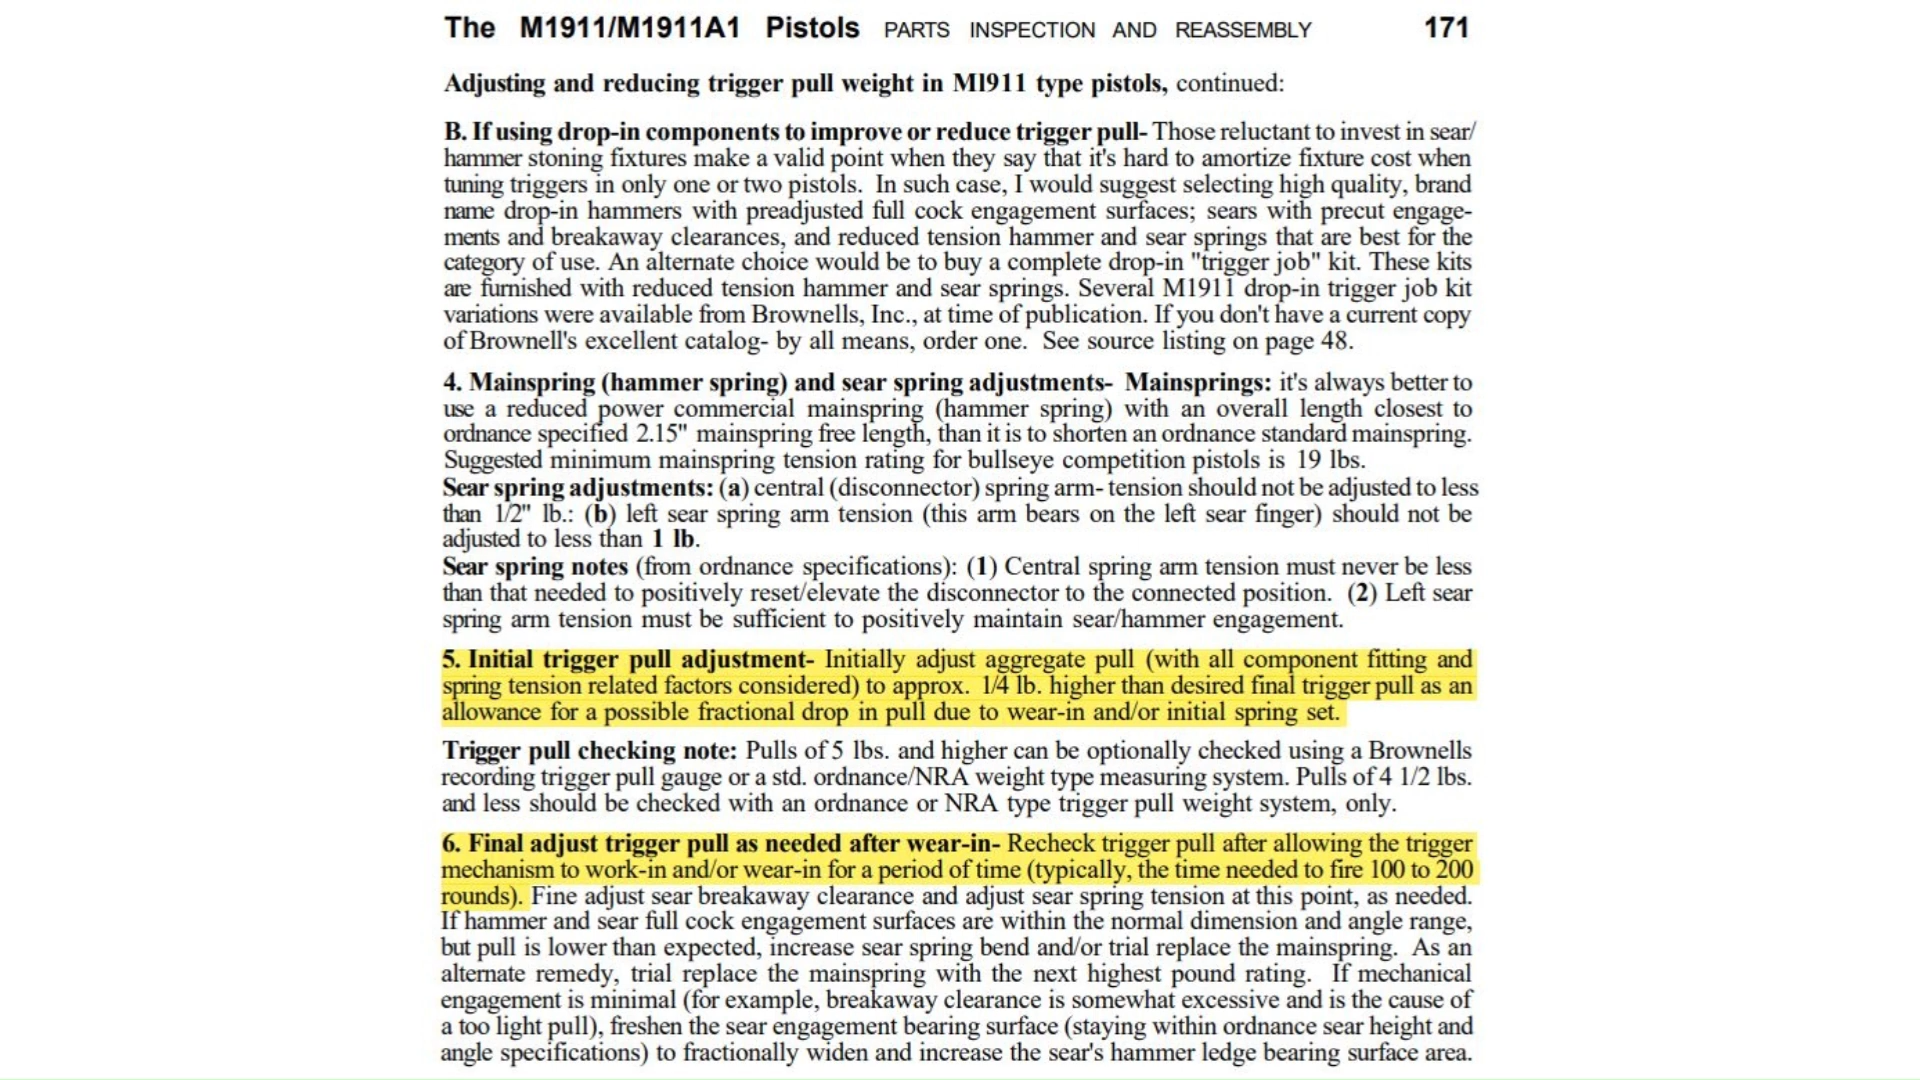 The M1911/M1911A1 Pistols PARTS INSPECTION AND REASSEMBLY 171
Adjusting and reducing trigger pull weight in Ml911 type pistols, continued:
B. If using drop-in components to improve or reduce trigger pull- Those reluctant to invest in sear/
hammer stoning fixtures make a valid point when they say that it's hard to amortize fixture cost when
tuning triggers in only one or two pistols. In such case, I would suggest selecting high quality, brand
name drop-in hammers with preadjusted full cock engagement surfaces; sears with precut engage-
ments and breakaway clearances, and reduced tension hammer and sear springs that are best for the
category of use. An alternate choice would be to buy a complete drop-in "trigger job" kit. These kits
are furnished with reduced tension hammer and sear springs. Several M1911 drop-in trigger job kit
variations were available from Brownells, Inc., at time of publication. If you don't have a current copy
of Brownell's excellent catalog- by all means, order one. See source listing on page 48.
4. Mainspring (hammer spring) and sear spring adjustments- Mainsprings: it's always better to
use a reduced power commercial mainspring (hammer spring) with an overall length closest to
ordnance specified 2.15" mainspring free length, than it is to shorten an ordnance standard mainspring.
Suggested minimum mainspring tension rating for bullseye competition pistols is 19 lbs.
Sear spring adjustments: (a) central (disconnector) spring arm- tension should not be adjusted to less
than 1/2" lb.: (b) left sear spring arm tension (this arm bears on the left sear finger) should not be
adjusted to less than 1 lb.
Sear spring notes (from ordnance specifications): (1) Central spring arm tension must never be less
than that needed to positively reset/elevate the disconnector to the connected position. (2) Left sear
spring arm tension must be sufficient to positively maintain sear/hammer engagement.
5. Initial trigger pull adjustment- Initially adjust aggregate pull (with all component fitting and
spring tension related factors considered) to approx. 1/4 lb. higher than desired final trigger pull as an
allowance for a possible fractional drop in pull due to wear-in and/or initial spring set.
Trigger pull checking note: Pulls of 5 lbs. and higher can be optionally checked using a Brownells
recording trigger pull gauge or a std. ordnance/NRA weight type measuring system. Pulls of 4 1/2 lbs.
and less should be checked with an ordnance or NRA type trigger pull weight system, only.
6. Final adjust trigger pull as needed after wear-in- Recheck trigger pull after allowing the trigger
mechanism to work-in and/or wear-in for a period of time (typically, the time needed to fire 100 to 200
rounds). Fine adjust sear breakaway clearance and adjust sear spring tension at this point, as needed.
If hammer and sear full cock engagement surfaces are within the normal dimension and angle range,
but pull is lower than expected, increase sear spring bend and/or trial replace the mainspring. As an
alternate remedy, trial replace the mainspring with the next highest pound rating. If mechanical
engagement is minimal (for example, breakaway clearance is somewhat excessive and is the cause of
a too light pull), freshen the sear engagement bearing surface (staying within ordnance sear height and
angle specifications) to fractionally widen and increase the sear's hammer ledge bearing surface area.